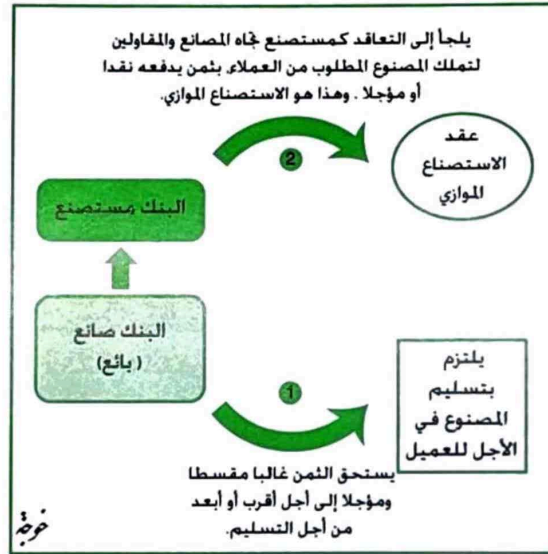 يلجأ إلى التعاقد كمستصنع تجاه المصانع والمقاولين
لتملك المصنوع المطلوب من العملاء، بثمن يدفعه نقدا
أو مؤجلا . وهذا هو الاستصناع الموازي.
2
عقد
الاستصناع
الموازي
البنك مستصنع
البنك صانع
(بائع)
1
يلتزم
بتسليم
المصنوع في
الأجل للعميل
يستحق الثمن غالبا مقسطا
ومؤجلا إلى أجل أقرب أو أبعد
من أجل التسليم.
خوجة